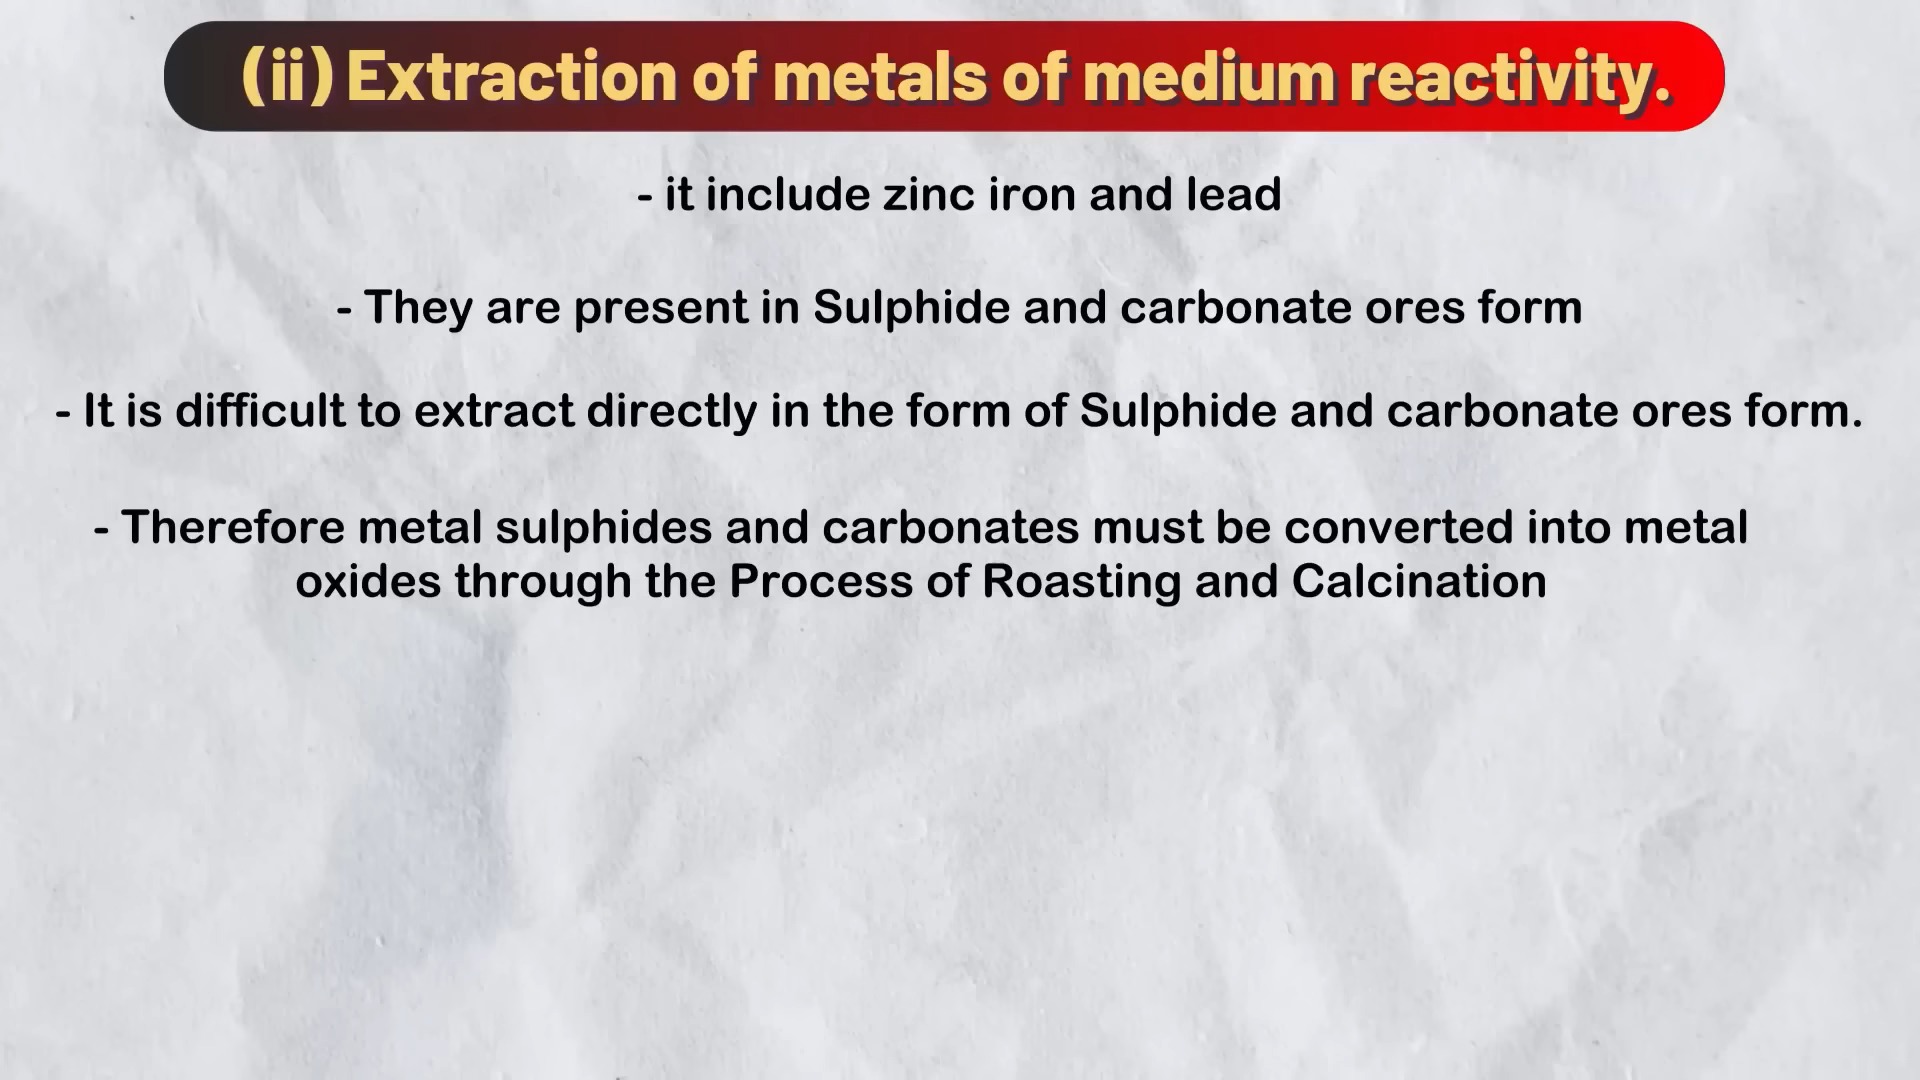 (ii) Extraction of metals of medium reactivity.
- it include zinc iron and lead
- They are present in Sulphide and carbonate ores form
- It is difficult to extract directly in the form of Sulphide and carbonate ores form.
- Therefore metal sulphides and carbonates must be converted into metal
oxides through the Process of Roasting and Calcination